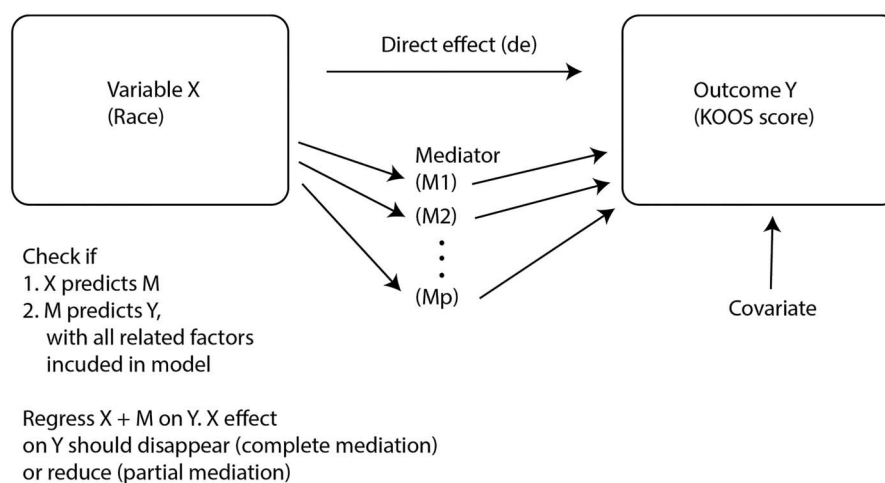 Variable X
(Race)
Direct effect (de)
Outcome Y
(KOOS score)
Mediator
(M1)
(M2)
(Mp)
Covariate
Check if
1. X predicts M
2. M predicts Y,
with all related factors
incuded in model
Regress X + M on Y. X effect
on Y should disappear (complete mediation)
or reduce (partial mediation)